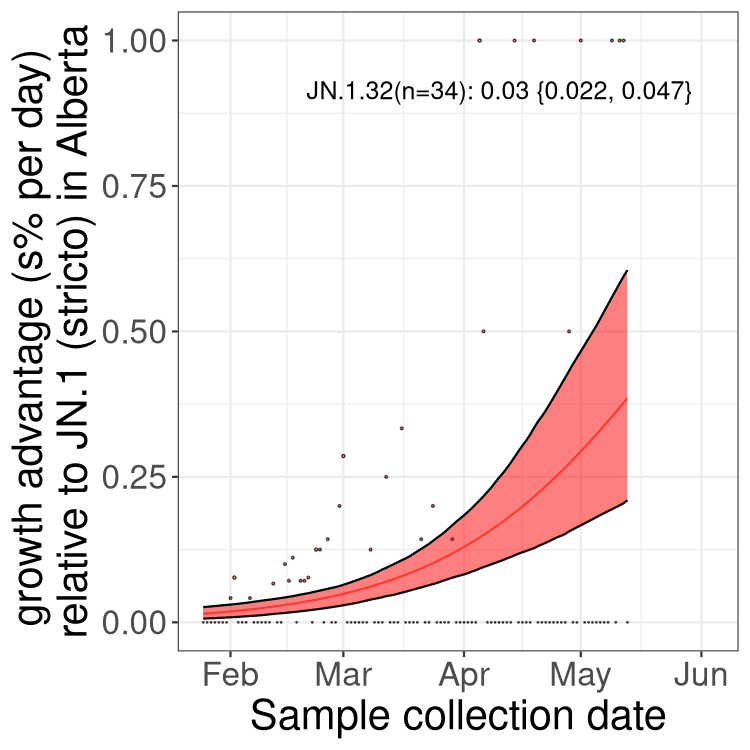 growth advantage (s% per day)
relative to JN.1 (stricto) in Alberta
1.00
0.75
0.50
0.25
0.00
JN.1.32(n=34): 0.03 {0.022, 0.047}
Feb Mar Apr May Jun
Sample collection date